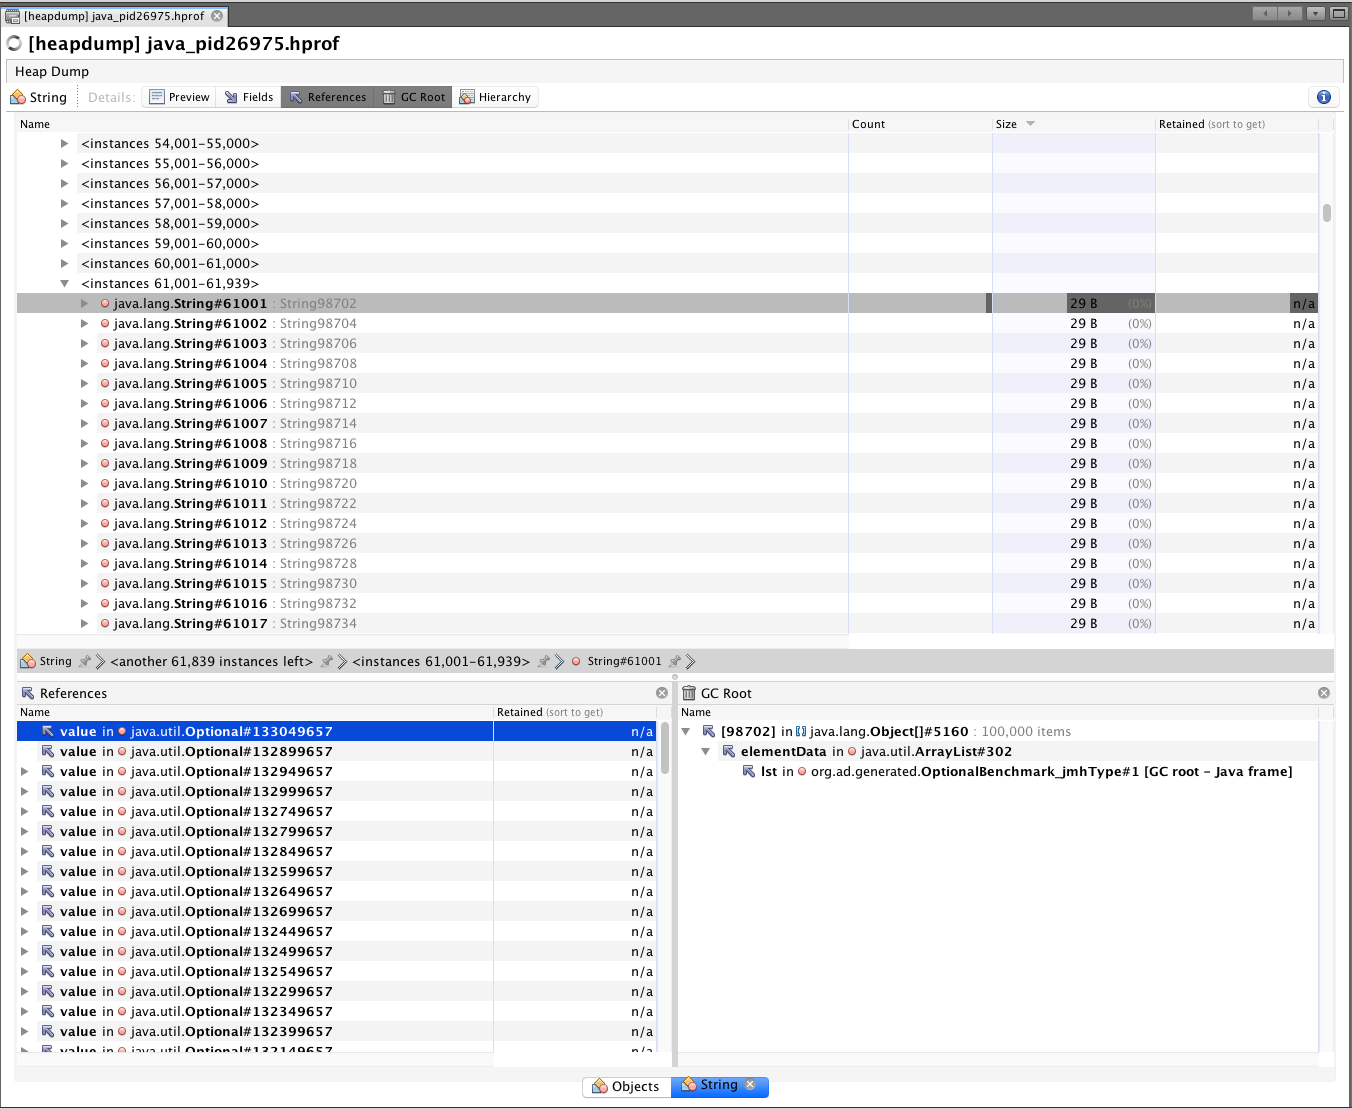 [heapdump] java_pid26975.hprof
[heapdump] java_pid26975.hprof
Heap Dump
String Details: Preview Fields References GC Root Hierarchy
Name Count Size Retained (sort to get)
<instances 54,001-55,000>
<instances 55,001-56,000>
<instances 56,001-57,000>
<instances 57,001-58,000>
<instances 58,001-59,000>
<instances 59,001-60,000>
<instances 60,001-61,000>
<instances 61,001-61,939>
java.lang.String#61001 : String98702 29 B (0%) n/a
java.lang.String#61002 : String98704 29 B (0%) n/a
java.lang.String#61003 : String98706 29 B (0%) n/a
java.lang.String#61004 : String98708 29 B (0%) n/a
java.lang.String#61005 : String98710 29 B (0%) n/a
java.lang.String#61006 : String98712 29 B (0%) n/a
java.lang.String#61007 : String98714 29 B (0%) n/a
java.lang.String#61008 : String98716 29 B (0%) n/a
java.lang.String#61009 : String98718 29 B (0%) n/a
java.lang.String#61010 : String98720 29 B (0%) n/a
java.lang.String#61011 : String98722 29 B (0%) n/a
java.lang.String#61012 : String98724 29 B (0%) n/a
java.lang.String#61013 : String98726 29 B (0%) n/a
java.lang.String#61014 : String98728 29 B (0%) n/a
java.lang.String#61015 : String98730 29 B (0%) n/a
java.lang.String#61016 : String98732 29 B (0%) n/a
java.lang.String#61017 : String98734 29 B (0%) n/a
String <another 61,839 instances left> <instances 61,001-61,939> String#61001
References
Name Retained (sort to get)
value in java.util.Optional#133049657 n/a
value in java.util.Optional#132899657 n/a
value in java.util.Optional#132949657 n/a
value in java.util.Optional#132999657 n/a
value in java.util.Optional#132749657 n/a
value in java.util.Optional#132799657 n/a
value in java.util.Optional#132849657 n/a
value in java.util.Optional#132599657 n/a
value in java.util.Optional#132649657 n/a
value in java.util.Optional#132699657 n/a
value in java.util.Optional#132449657 n/a
value in java.util.Optional#132499657 n/a
value in java.util.Optional#132549657 n/a
value in java.util.Optional#132299657 n/a
value in java.util.Optional#132349657 n/a
value in java.util.Optional#132399657 n/a
value in java.util.Optional#132149657 n/a
GC Root
Name
[98702] in java.lang.Object[]#5160 : 100,000 items
elementData in java.util.ArrayList#302
lst in org.ad.generated.OptionalBenchmark_jmhType#1 [GC root - Java frame]
Objects String